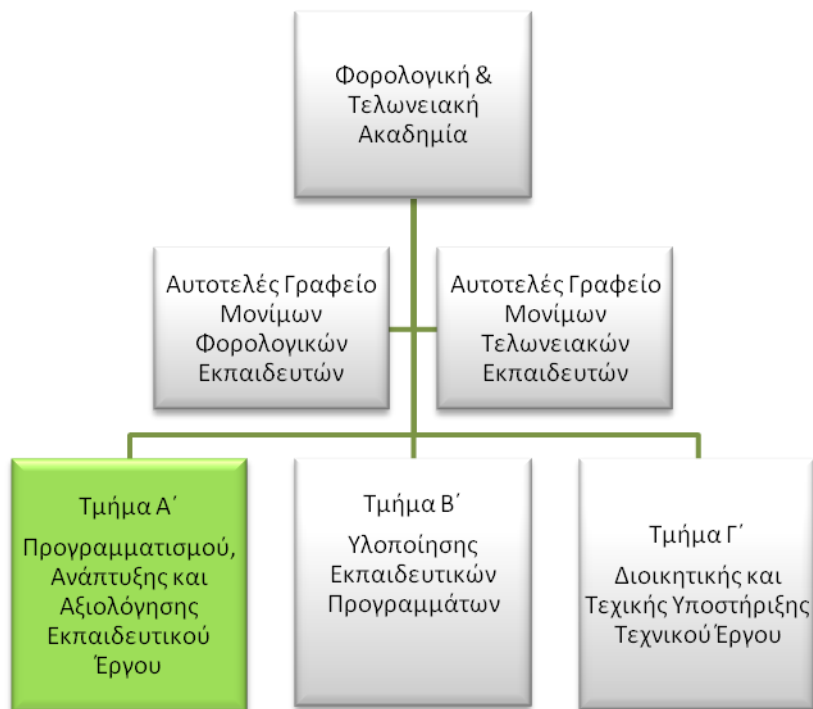 Φορολογική &
Τελωνειακή
Ακαδημία
Αυτοτελές Γραφείο
Μονίμων
Φορολογικών
Εκπαιδευτών
Αυτοτελές Γραφείο
Μονίμων
Τελωνειακών
Εκπαιδευτών
Τμήμα Α΄
Προγραμματισμού,
Ανάπτυξης και
Αξιολόγησης
Εκπαιδευτικού
Έργου
Τμήμα Β΄
Υλοποίησης
Εκπαιδευτικών
Προγραμμάτων
Τμήμα Γ΄
Διοικητικής και
Τεχικής Υποστήριξης
Τεχνικού Έργου